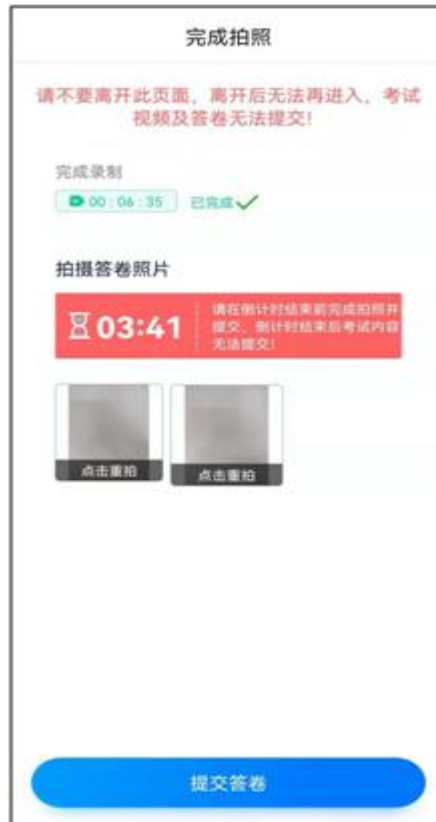 完成拍照
请不要离开此页面，离开后无法再进入，考试
视频及答卷无法提交!
完成录制
00:06:35 已完成
拍摄答卷照片
03:41
请在倒计时结束前完成拍照并
提交，倒计时结束后考试内容
无法提交!
点击重拍 点击重拍
提交答卷